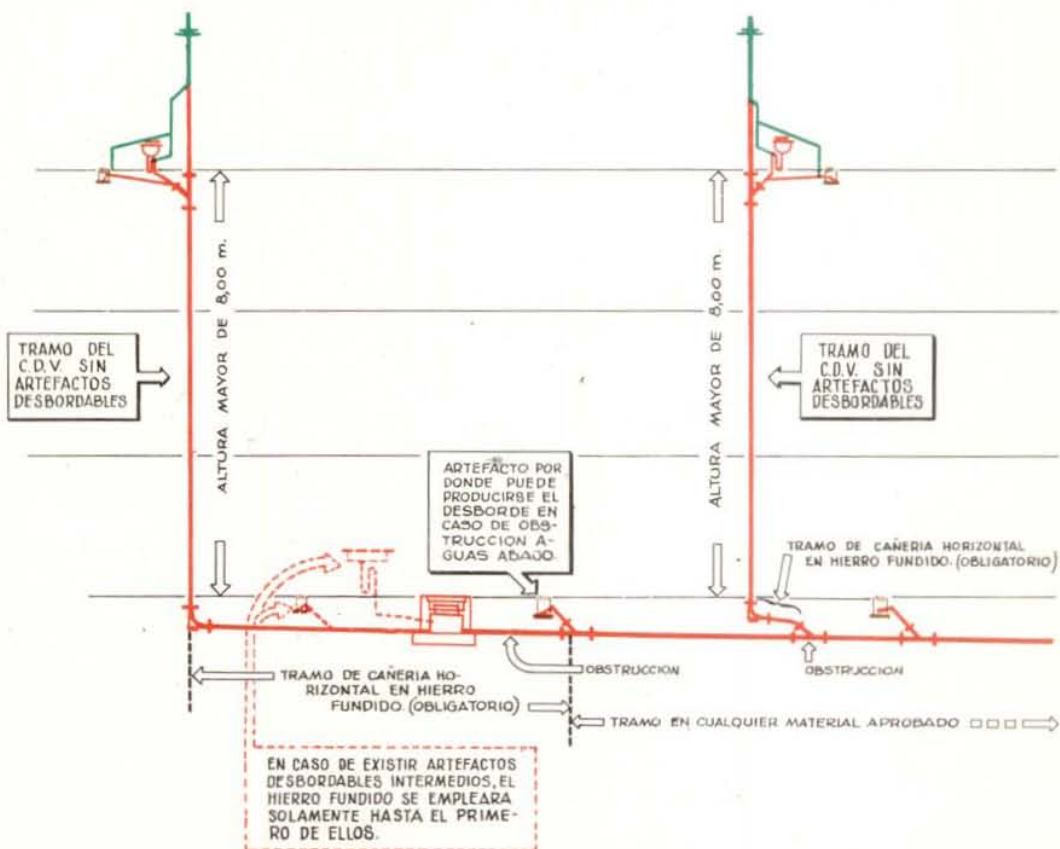 TRAMO DEL
C.D.V. SIN
ARTEFACTOS
DESBORDABLES
ALTURA MAYOR DE 8,00 m.
ALTURA MAYOR DE 8,00 m.
TRAMO DEL
C.D.V. SIN
ARTEFACTOS
DESBORDABLES
ARTEFACTO POR
DONDE PUEDE
PRODUCIRSE EL
DESBORDE EN
CASO DE OBS-
TRUCCION A-
GUAS ABAJO.
TRAMO DE CAÑERIA HORIZONTAL
EN HIERRO FUNDIDO. (OBLIGATORIO)
TRAMO DE CAÑERIA HO-
RIZONTAL EN HIERRO
FUNDIDO. (OBLIGATORIO)
OBSTRUCCION
OBSTRUCCION
TRAMO EN CUALQUIER MATERIAL APROBADO
EN CASO DE EXISTIR ARTEFACTOS
DESBORDABLES INTERMEDIOS, EL
HIERRO FUNDIDO SE EMPLEARA
SOLAMENTE HASTA EL PRIME-
RO DE ELLOS.